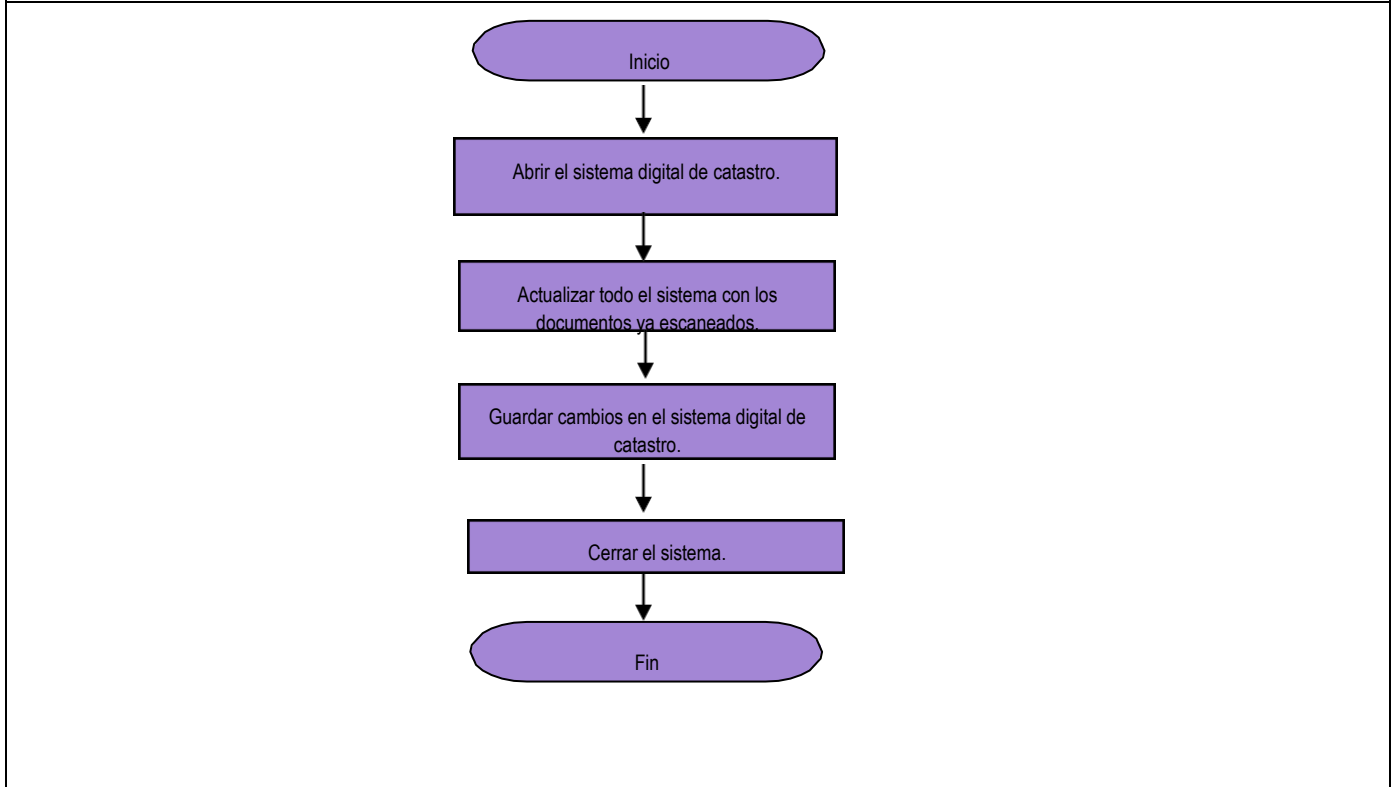 Inicio
Abrir el sistema digital de catastro.
Actualizar todo el sistema con los
documentos ya escaneados.
Guardar cambios en el sistema digital de
catastro.
Cerrar el sistema.
Fin